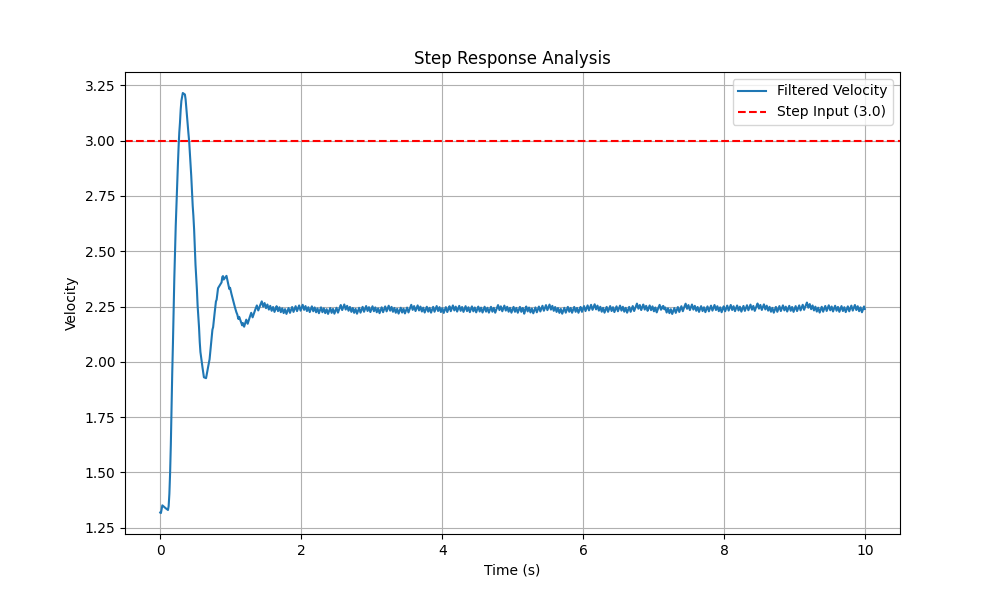 Step Response Analysis
Filtered Velocity
Step Input (3.0)
Velocity
3.25
3.00
2.75
2.50
2.25
2.00
1.75
1.50
1.25
0 2 4 6 8 10
Time (s)